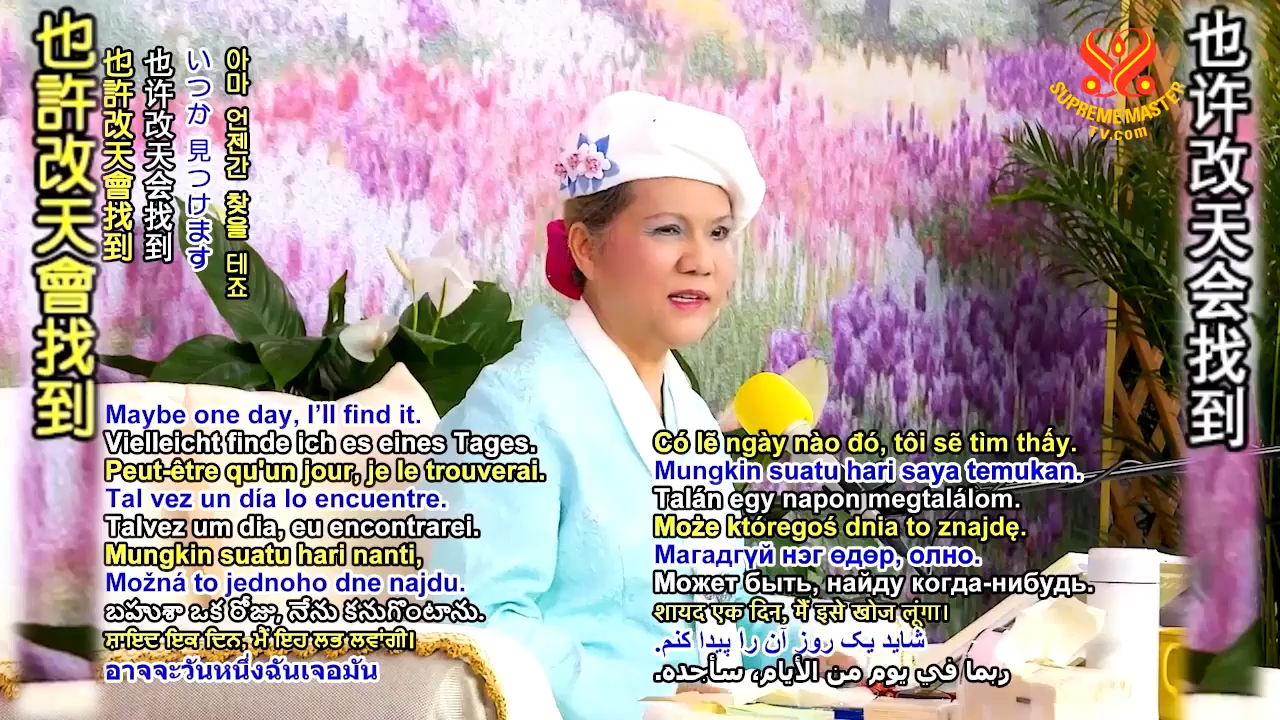 也許改天會找到
也許改天會找到
也许改天会找到
いつか 見つけます
아마 언젠간 찾을 테죠
SUPREME MASTER
TV.com
也许改天会找到
Maybe one day, I’ll find it.
Vielleicht finde ich es eines Tages.
Peut-être qu'un jour, je le trouverai.
Tal vez un día lo encuentre.
Talvez um dia, eu encontrarei.
Mungkin suatu hari nanti,
Možná to jednoho dne najdu.
బహుశా ఒక రోజు, నేను కనుగొంటాను.
ਸ਼ਾਇਦ ਇਕ ਦਿਨ, ਮੈਂ ਇਹ ਲਭ ਲਵਾਂਗੀ।
อาจจะวันหนึ่งฉันเจอมัน
Có lẽ ngày nào đó, tôi sẽ tìm thấy.
Mungkin suatu hari saya temukan.
Talán egy napon megtalálom.
Może któregoś dnia to znajdę.
Магадгүй нэг өдөр, олно.
Может быть, найду когда-нибудь.
शायद एक दिन, मैं इसे खोज लूंगा।
شاید یک روز آن را پیدا کنم.
ربما في يوم من الأيام، سأجده.